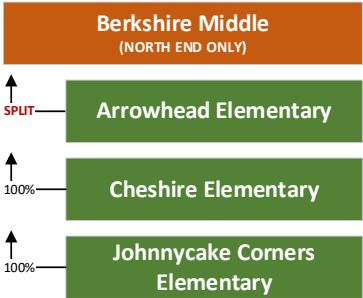 Berkshire Middle
(NORTH END ONLY)
SPLIT
Arrowhead Elementary
100%
Cheshire Elementary
100%
Johnnycake Corners
Elementary